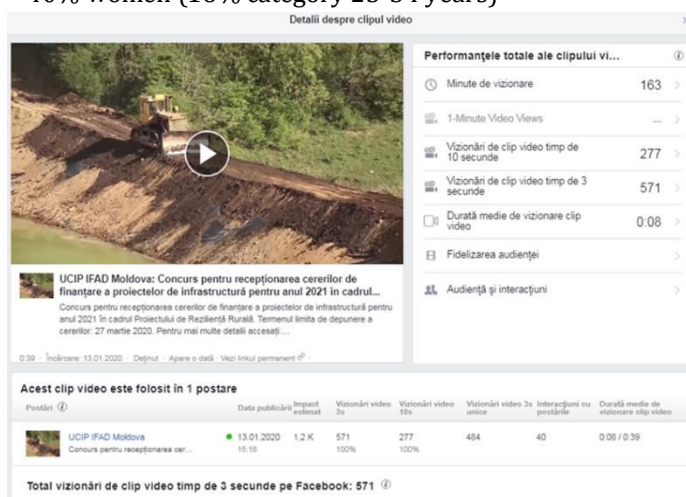 40% women (18% category 25-34 years)
Detalii despre clipul video
Performanțele totale ale clipului vi...
Minute de vizionare 163
1-Minute Video Views --
Vizionări de clip video timp de
10 secunde 277
Vizionări de clip video timp de 3
secunde 571
Durată medie de vizionare clip
video 0:08
Fidelizarea audienței
Audiență și interacțiuni
UCIP IFAD Moldova: Concurs pentru recepționarea cererilor de
finanțare a proiectelor de infrastructură pentru anul 2021 în cadrul...
Concurs pentru recepționarea cererilor de finanțare a proiectelor de infrastructură pentru
anul 2021 în cadrul Proiectului de Reziliență Rurală. Termenul limita de depunere a
cererilor: 27 martie 2020. Pentru mai multe detalii accesați:...
0:39 · Încărcare: 13.01.2020 · Deținut · Apare o dată · Vezi linkul permanent
Acest clip video este folosit în 1 postare
Postări Data publicării Impact estimat Vizionări video 3s Vizionări video 10s Vizionări video 3s unice Interacțiuni cu postările Durată medie de vizionare clip video
UCIP IFAD Moldova 13.01.2020 1,2 K 571 277 484 40 0:08 / 0:39
Concurs pentru recepționarea cer... 15:16 100% 100%
Total vizionări de clip video timp de 3 secunde pe Facebook: 571